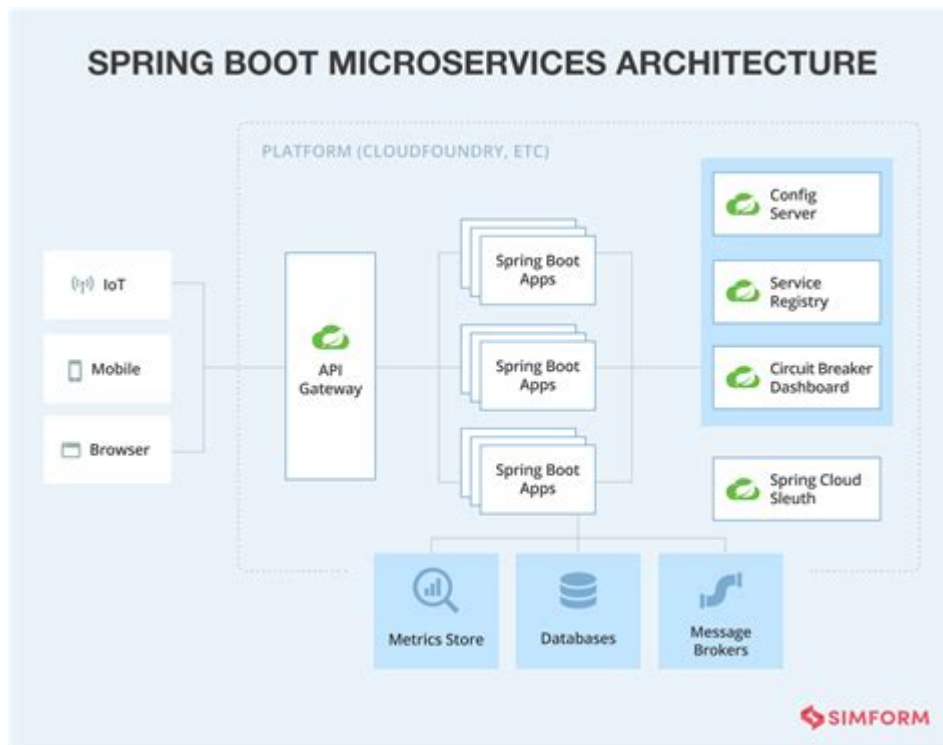 SPRING BOOT MICROSERVICES ARCHITECTURE
PLATFORM (CLOUDFOUNDRY, ETC)
IoT
Mobile
Browser
API
Gateway
Spring Boot
Apps
Spring Boot
Apps
Spring Boot
Apps
Config
Server
Service
Registry
Circuit Breaker
Dashboard
Spring Cloud
Sleuth
Metrics Store
Databases
Message
Brokers
SIMFORM